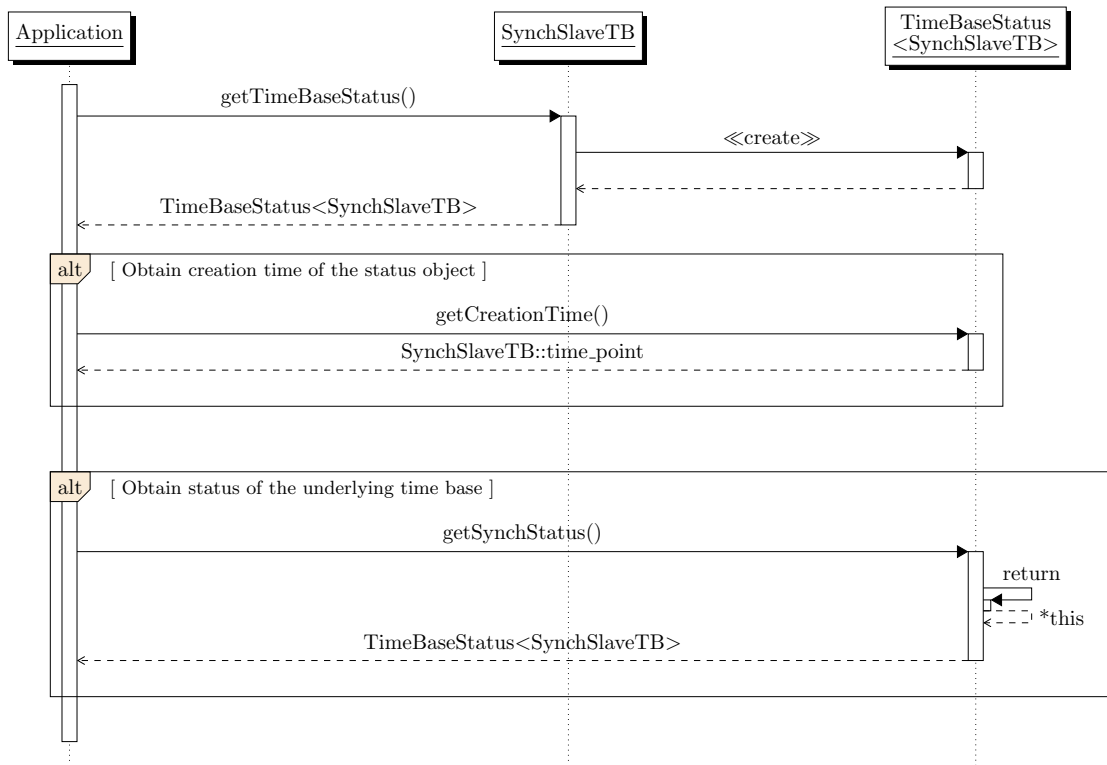 Application
SynchSlaveTB
TimeBaseStatus
<SynchSlaveTB>
getTimeBaseStatus()
≪create≫
TimeBaseStatus<SynchSlaveTB>
alt [ Obtain creation time of the status object ]
getCreationTime()
SynchSlaveTB::time_point
alt [ Obtain status of the underlying time base ]
getSynchStatus()
return
*this
TimeBaseStatus<SynchSlaveTB>